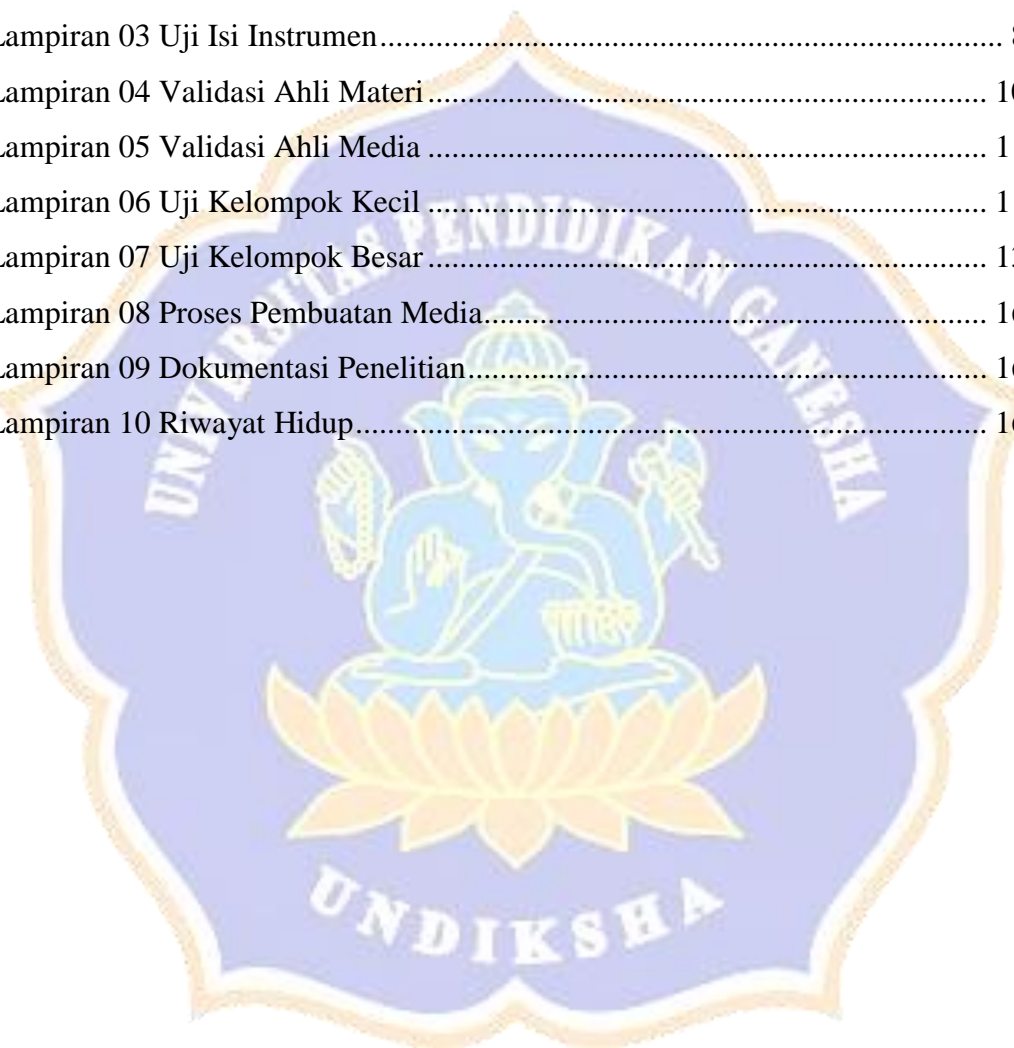 Lampiran 03 Uji Isi Instrumen
Lampiran 04 Validasi Ahli Materi
Lampiran 05 Validasi Ahli Media
Lampiran 06 Uji Kelompok Kecil
Lampiran 07 Uji Kelompok Besar
Lampiran 08 Proses Pembuatan Media
Lampiran 09 Dokumentasi Penelitian
Lampiran 10 Riwayat Hidup
UNIVERSITAS PENDIDIKAN GANESHA
UNDIKSHA